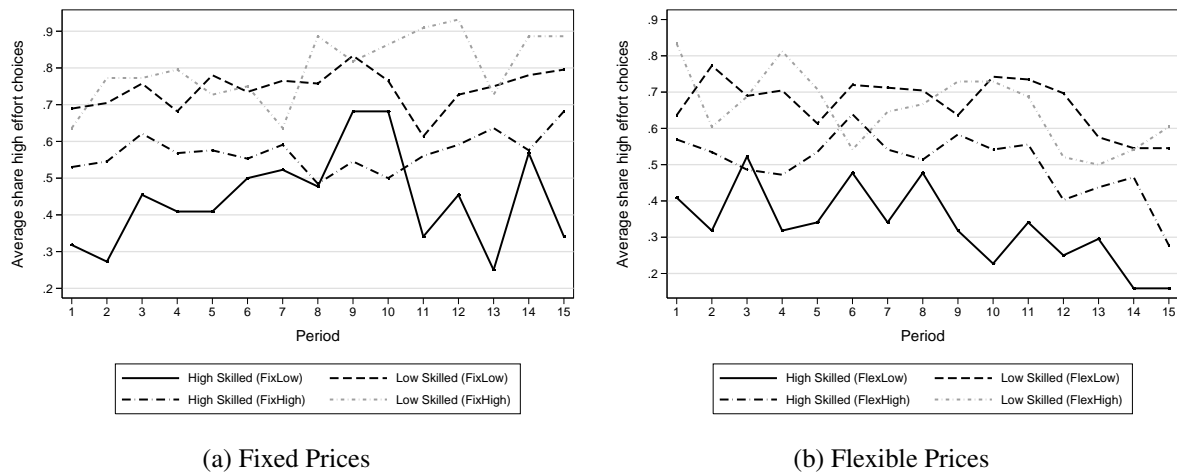 Average share high effort choices
.9
.8
.7
.6
.5
.4
.3
.2
1 2 3 4 5 6 7 8 9 10 11 12 13 14 15
Period
High Skilled (FixLow) Low Skilled (FixLow)
High Skilled (FixHigh) Low Skilled (FixHigh)
(a) Fixed Prices
Average share high effort choices
.9
.8
.7
.6
.5
.4
.3
.2
1 2 3 4 5 6 7 8 9 10 11 12 13 14 15
Period
High Skilled (FlexLow) Low Skilled (FlexLow)
High Skilled (FlexHigh) Low Skilled (FlexHigh)
(b) Flexible Prices